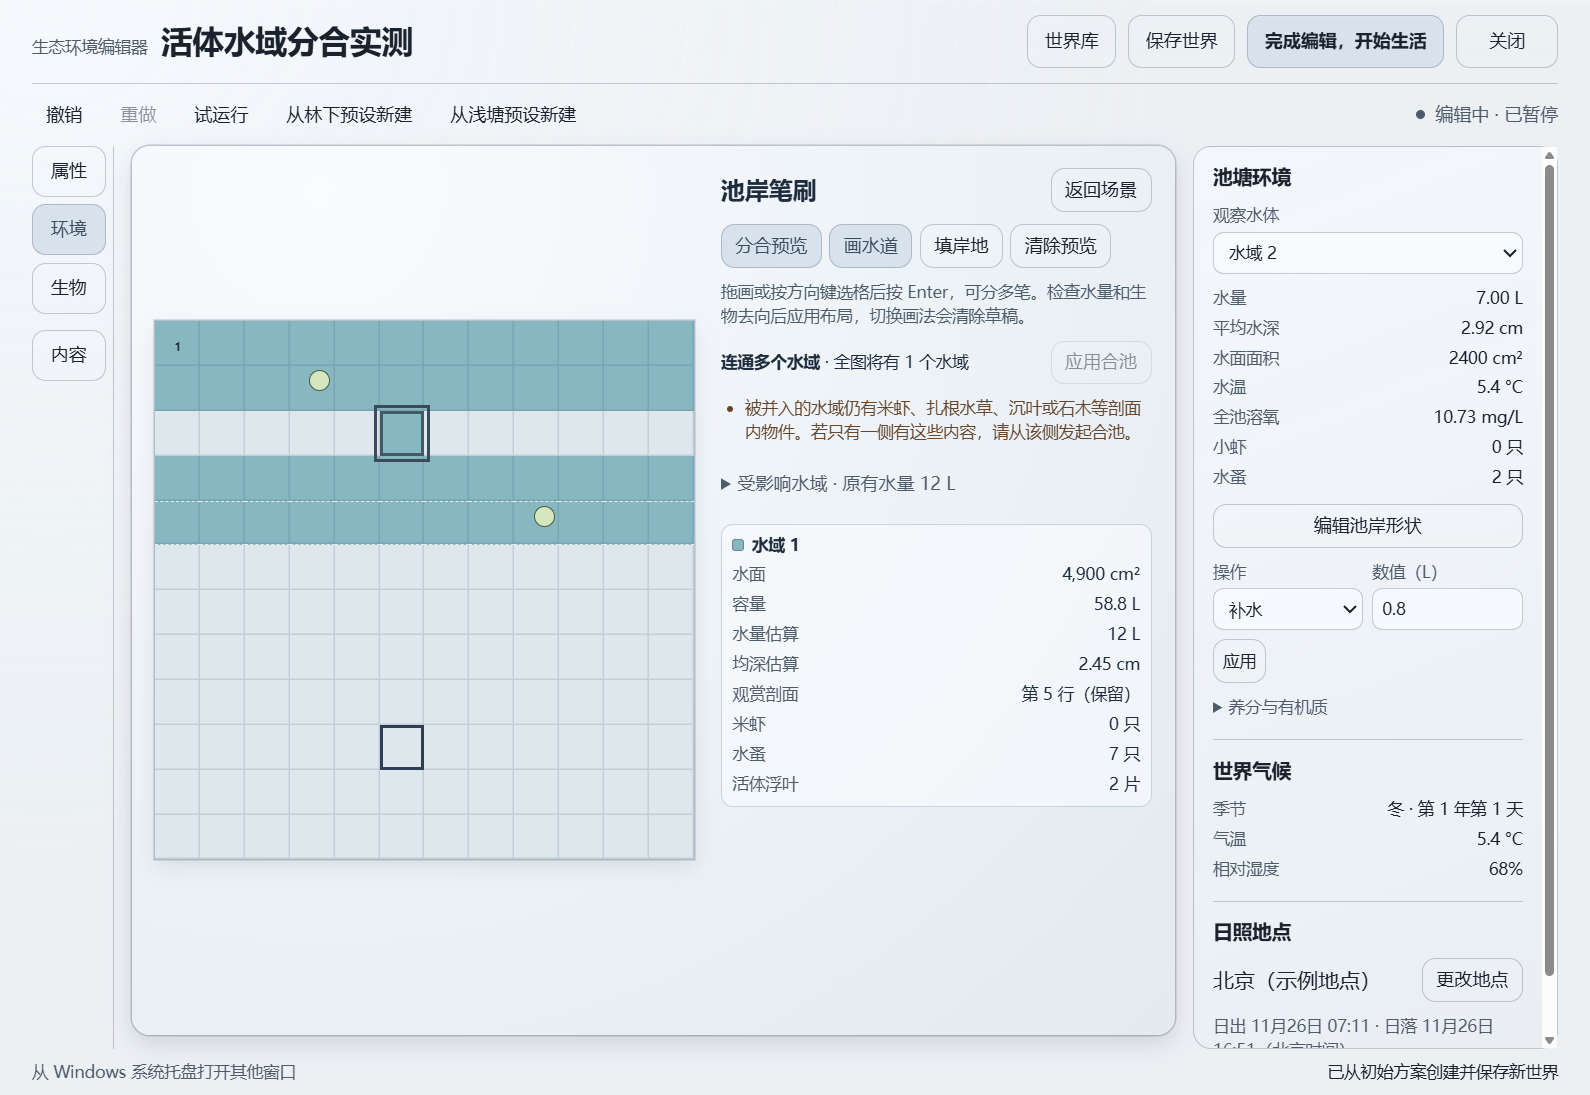 生态环境编辑器 活体水域分合实测
世界库 保存世界 完成编辑，开始生活 关闭
撤销 重做 试运行 从林下预设新建 从浅塘预设新建
编辑中 · 已暂停
属性
环境
生物
内容
1
池岸笔刷
返回场景
分合预览 画水道 填岸地 清除预览
拖画或按方向键选格后按 Enter，可分多笔。检查水量和生
物去向后应用布局，切换画法会清除草稿。
连通多个水域 · 全图将有 1 个水域
应用合池
被并入的水域仍有米虾、扎根水草、沉叶或石木等剖面
内物件。若只有一侧有这些内容，请从该侧发起合池。
受影响水域 · 原有水量 12 L
水域 1
水面 4,900 cm²
容量 58.8 L
水量估算 12 L
均深估算 2.45 cm
观赏剖面 第 5 行（保留）
米虾 0 只
水蚤 7 只
活体浮叶 2 片
池塘环境
观察水体
水域 2
水量 7.00 L
平均水深 2.92 cm
水面面积 2400 cm²
水温 5.4 °C
全池溶氧 10.73 mg/L
小虾 0 只
水蚤 2 只
编辑池岸形状
操作 数值（L）
补水 0.8
应用
养分与有机质
世界气候
季节 冬 · 第 1 年第 1 天
气温 5.4 °C
相对湿度 68%
日照地点
北京（示例地点） 更改地点
日出 11月26日 07:11 · 日落 11月26日
16:51（北京时间）
从 Windows 系统托盘打开其他窗口
已从初始方案创建并保存新世界